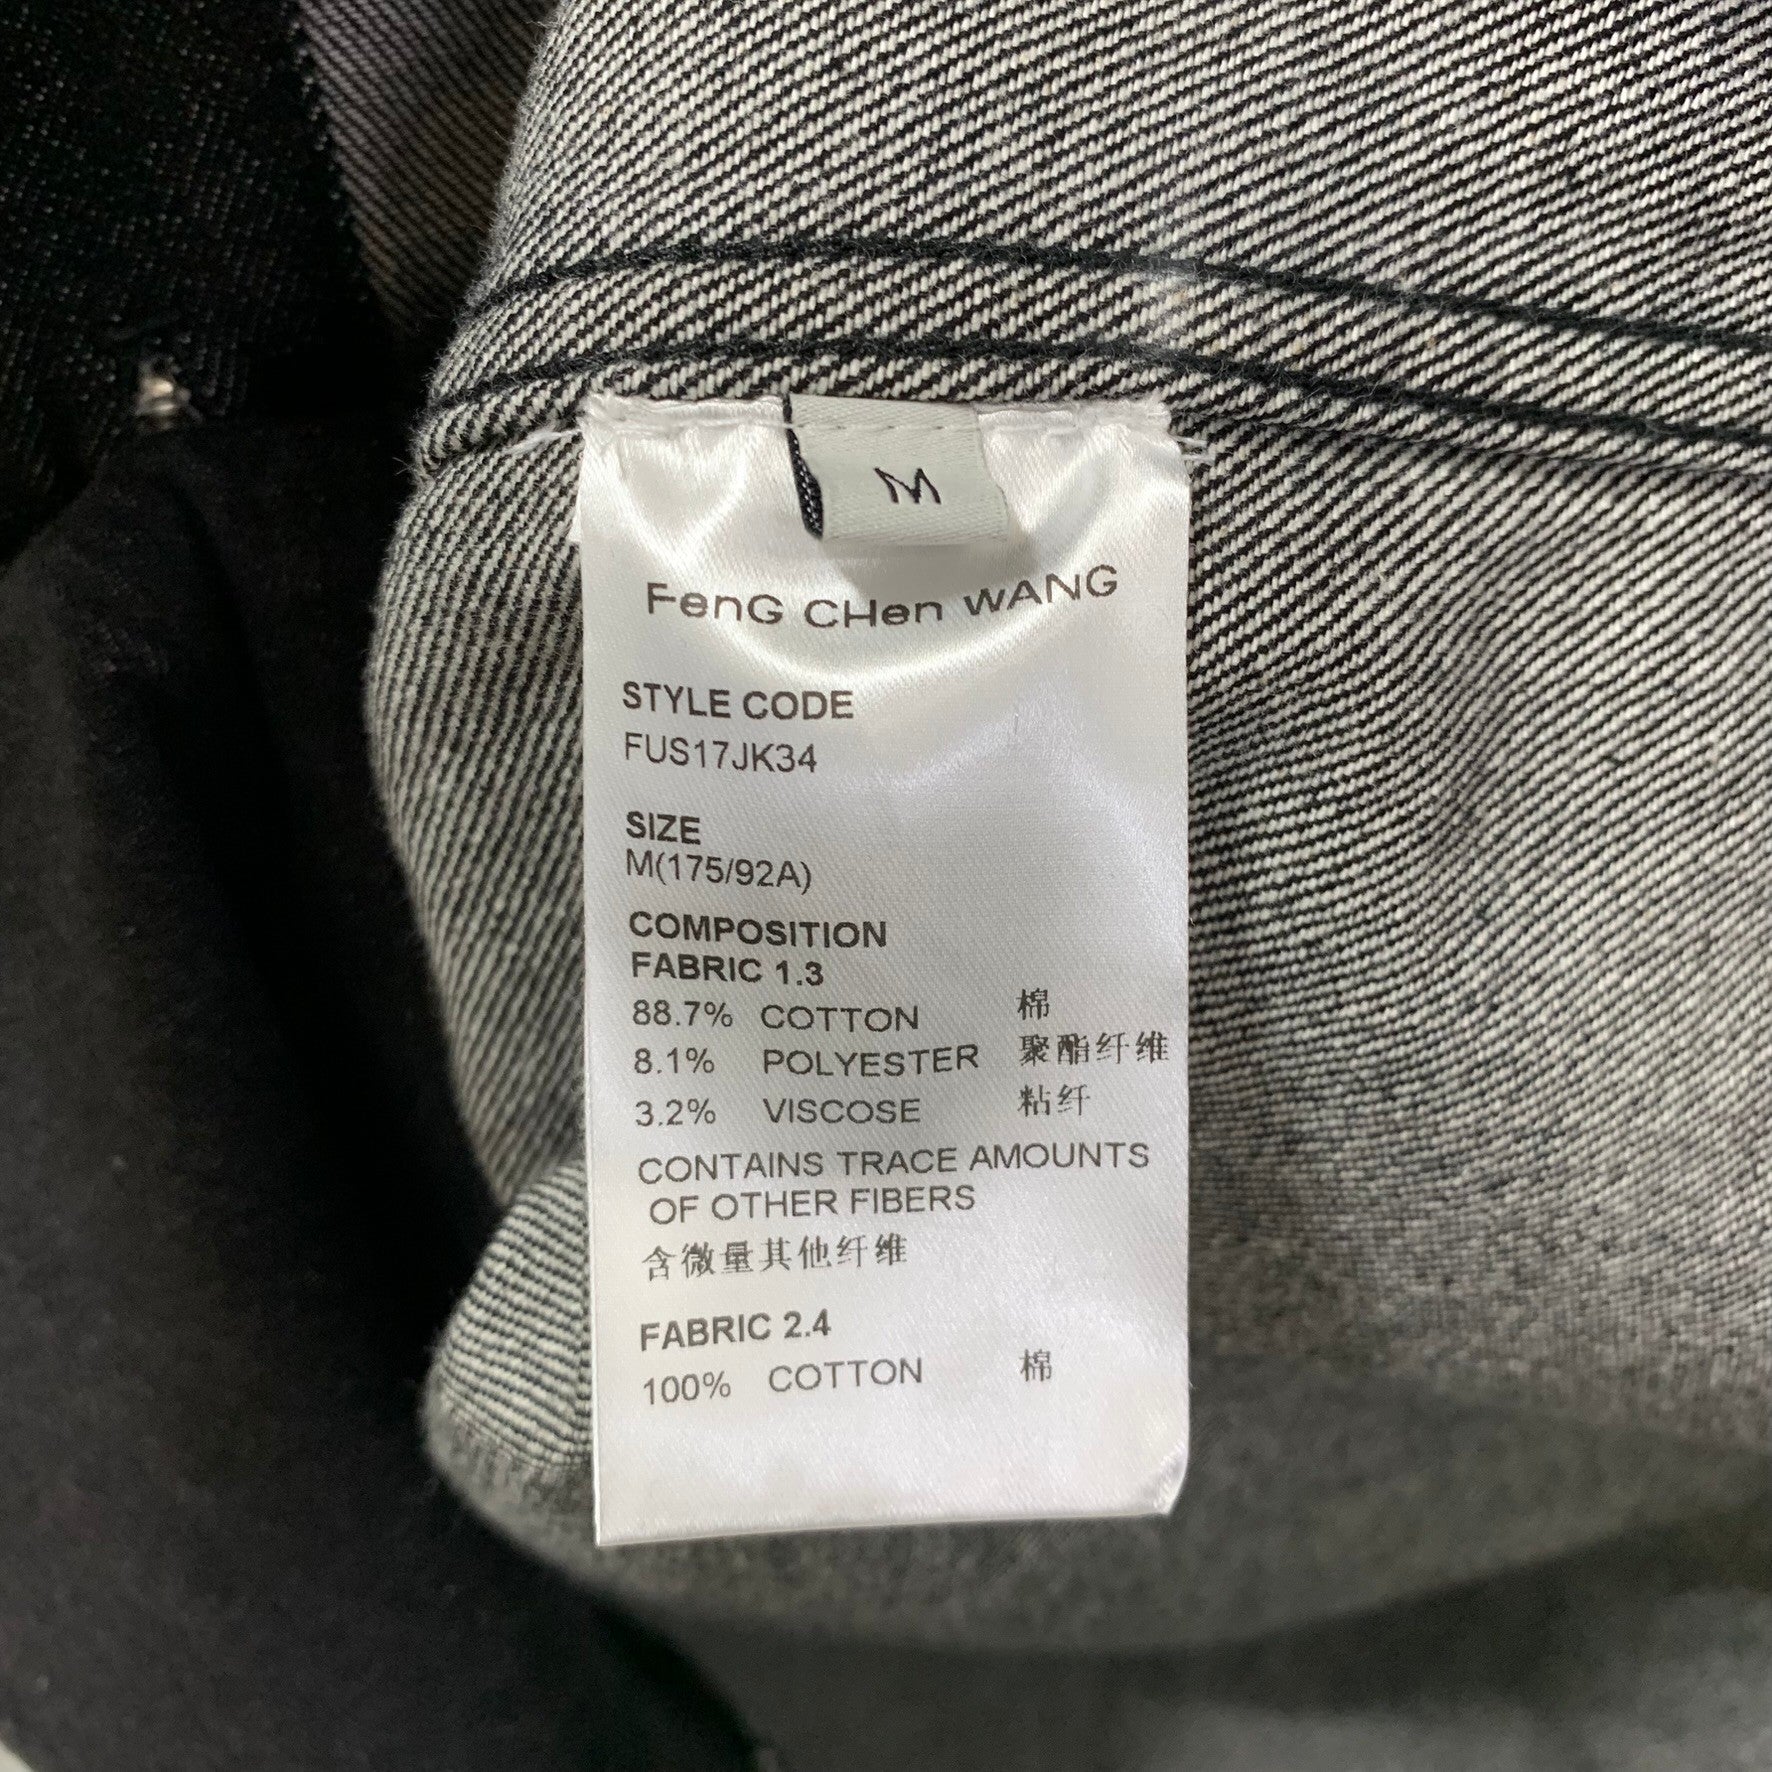 M
FenG CHen WANG
STYLE CODE
FUS17JK34
SIZE
M(175/92A)
COMPOSITION
FABRIC 1.3
88.7% COTTON 棉
8.1% POLYESTER 聚酯纤维
3.2% VISCOSE 粘纤
CONTAINS TRACE AMOUNTS
OF OTHER FIBERS
含微量其他纤维
FABRIC 2.4
100% COTTON 棉